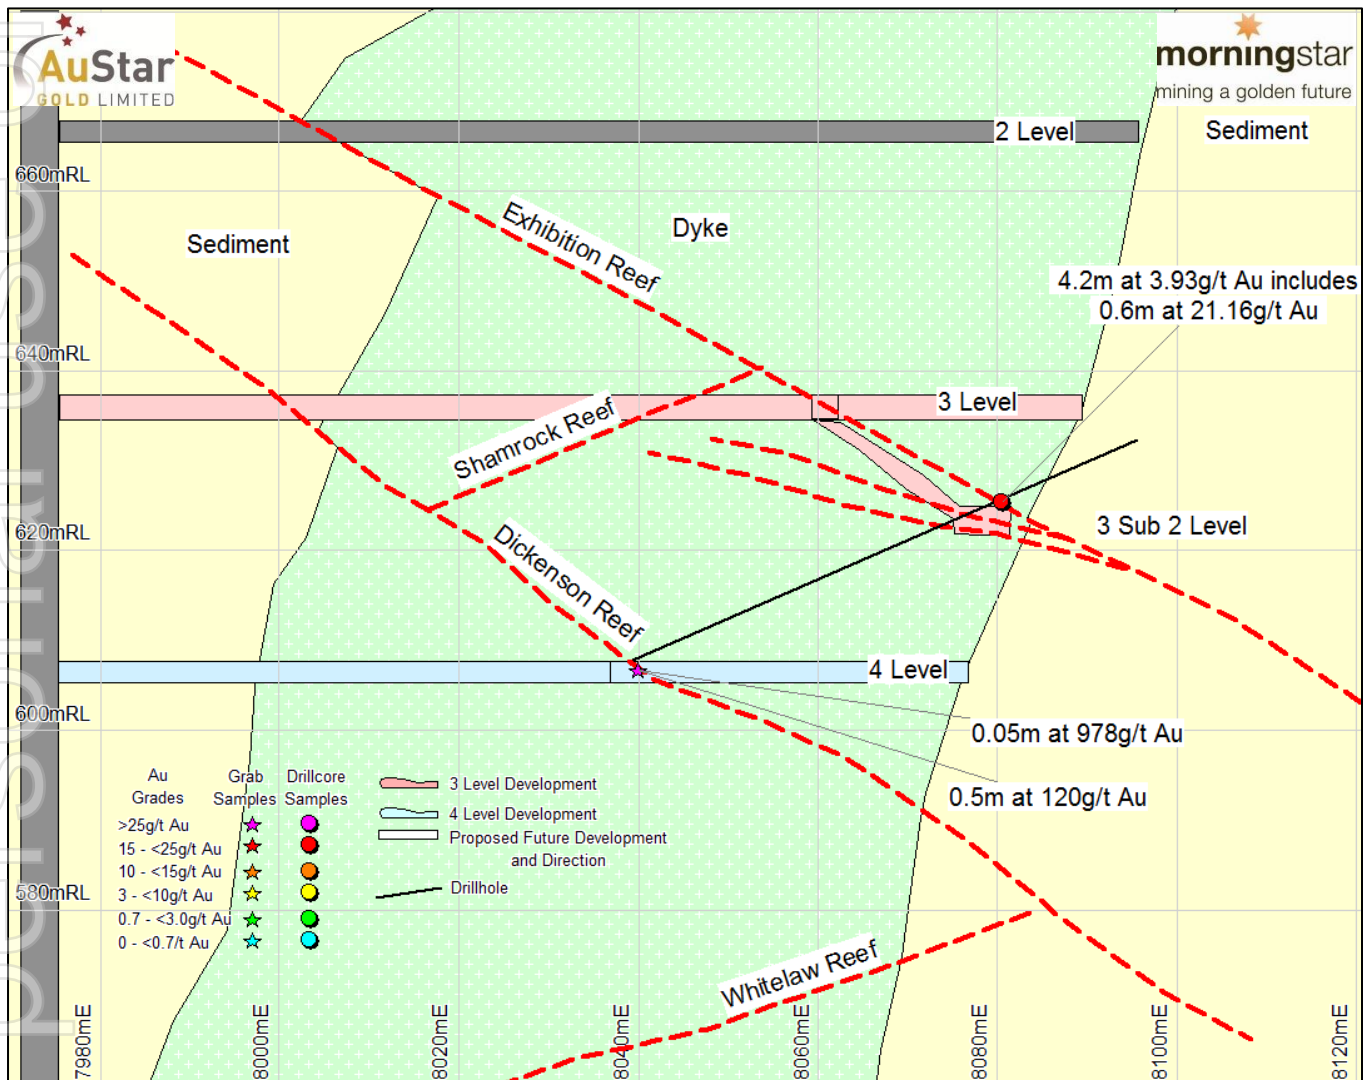 AuStar
GOLD LIMITED
morningstar
mining a golden future
2 Level
Sediment
660mRL
Exhibition Reef
Dyke
Sediment
4.2m at 3.93g/t Au includes
0.6m at 21.16g/t Au
640mRL
3 Level
Shamrock Reef
620mRL
3 Sub 2 Level
Dickenson Reef
4 Level
600mRL
0.05m at 978g/t Au
0.5m at 120g/t Au
Au
Grades
Grab
Samples
Drillcore
Samples
>25g/t Au
15 - <25g/t Au
10 - <15g/t Au
3 - <10g/t Au
0.7 - <3.0g/t Au
0 - <0.7/t Au
3 Level Development
4 Level Development
Proposed Future Development
and Direction
Drillhole
580mRL
Whitelaw Reef
7980mE
8000mE
8020mE
8040mE
8060mE
8080mE
8100mE
8120mE
For personal use only